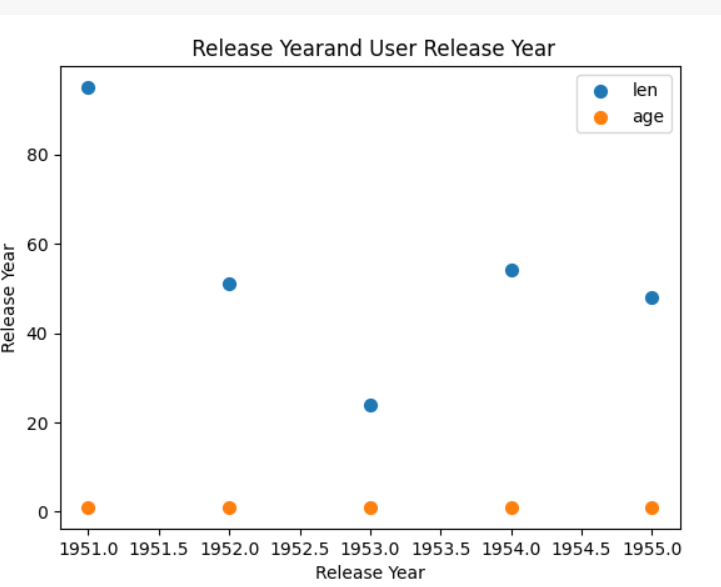 Release Yearand User Release Year
len
age
Release Year
80
60
40
20
0
1951.0 1951.5 1952.0 1952.5 1953.0 1953.5 1954.0 1954.5 1955.0
Release Year